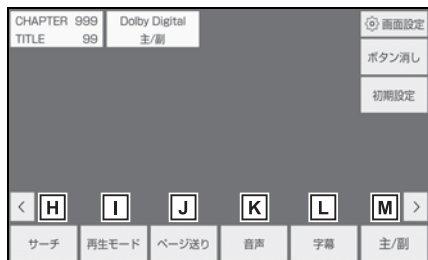 CHAPTER 999
TITLE 99
Dolby Digital
主/副
画面設定
ボタン消し
初期設定
< H I J K L M >
サーチ 再生モード ページ送り 音声 字幕 主/副